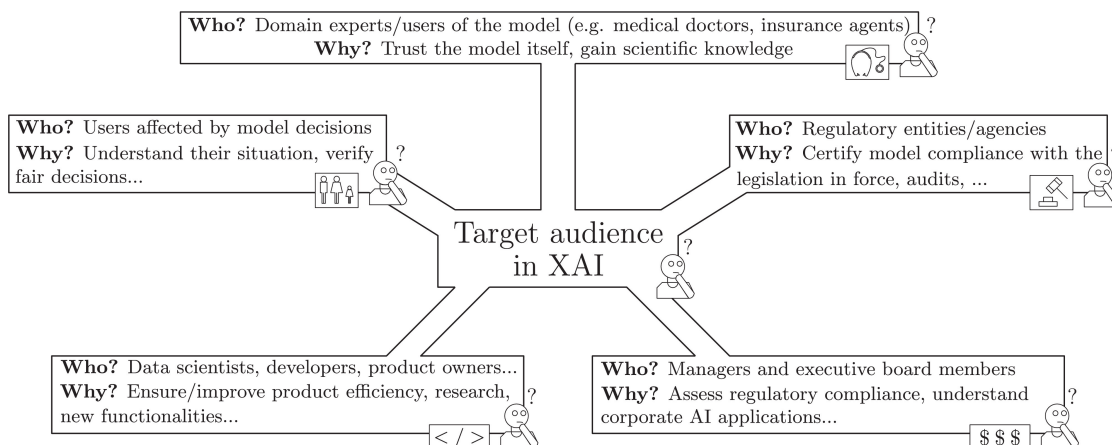 Who? Domain experts/users of the model (e.g. medical doctors, insurance agents)
Why? Trust the model itself, gain scientific knowledge
?
Who? Users affected by model decisions
Why? Understand their situation, verify
fair decisions...
?
Who? Regulatory entities/agencies
Why? Certify model compliance with the
legislation in force, audits, ...
?
Target audience
in XAI
?
Who? Data scientists, developers, product owners...
Why? Ensure/improve product efficiency, research,
new functionalities...
?
< / >
Who? Managers and executive board members
Why? Assess regulatory compliance, understand
corporate AI applications...
?
$ $ $